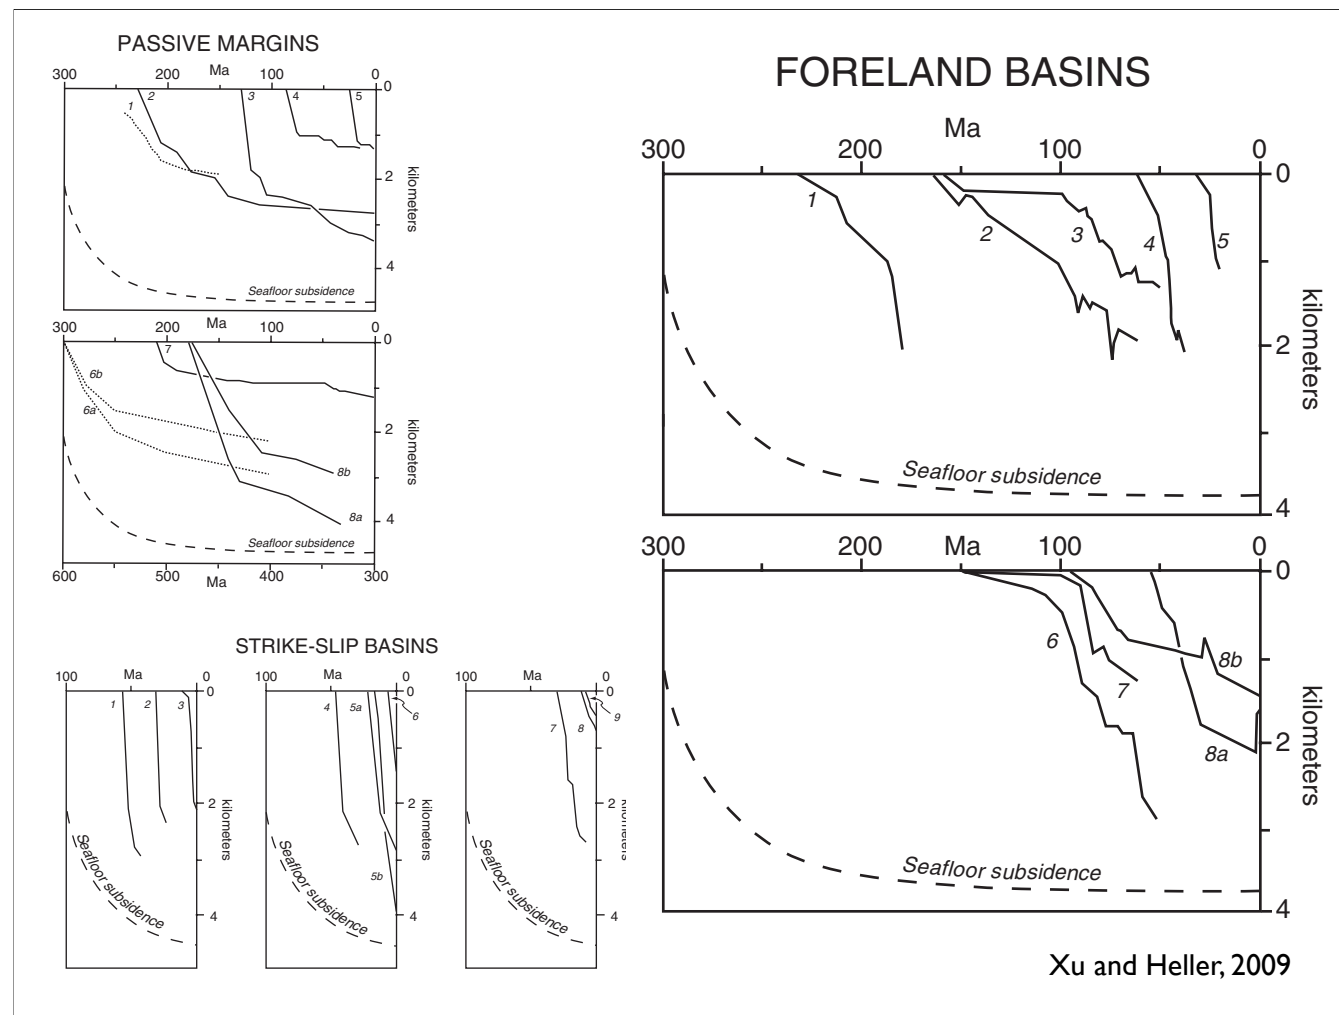 PASSIVE MARGINS
300 200 Ma 100 0
0
1 2 3 4 5
2
kilometers
4
Seafloor subsidence
300 200 Ma 100 0
0
7
6b
6a
2
kilometers
8b
8a
4
Seafloor subsidence
600 500 Ma 400 300
STRIKE-SLIP BASINS
100 Ma 0
0
1 2 3
2
kilometers
Seafloor subsidence
4
100 Ma 0
0
4 5a 6
2
kilometers
5b
Seafloor subsidence
4
100 Ma 0
0
7 8 9
2
kilometers
Seafloor subsidence
4
FORELAND BASINS
Ma
300 200 100 0
0
1 2 3 4 5
2
kilometers
Seafloor subsidence
4
300 200 Ma 100 0
0
6 7 8b
8a
2
kilometers
Seafloor subsidence
4
Xu and Heller, 2009